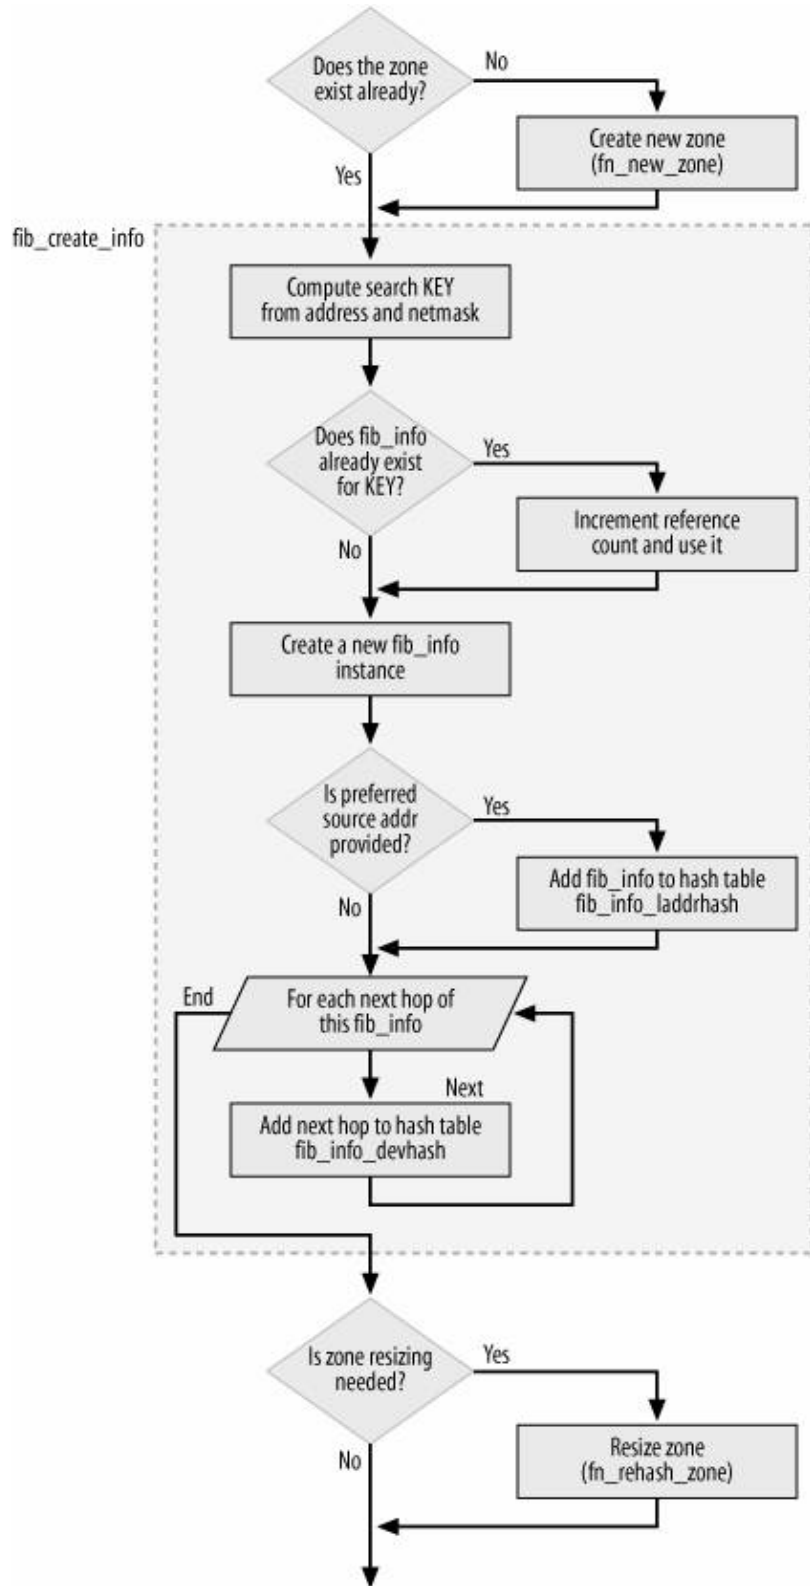 Does the zone
exist already?
No
Create new zone
(fn_new_zone)
Yes
fib_create_info
Compute search KEY
from address and netmask
Does fib_info
already exist
for KEY?
Yes
Increment reference
count and use it
No
Create a new fib_info
instance
Is preferred
source addr
provided?
Yes
Add fib_info to hash table
fib_info_laddrhash
No
End
For each next hop of
this fib_info
Next
Add next hop to hash table
fib_info_devhash
Is zone resizing
needed?
Yes
Resize zone
(fn_rehash_zone)
No